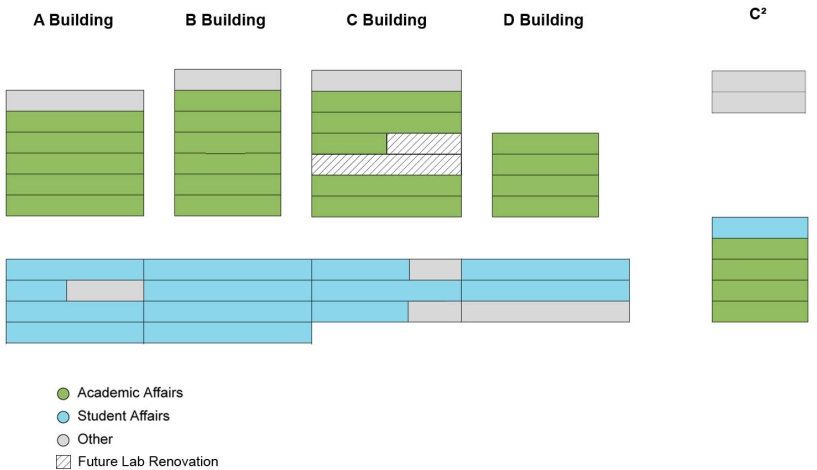 A Building
B Building
C Building
D Building
C²
Academic Affairs
Student Affairs
Other
Future Lab Renovation